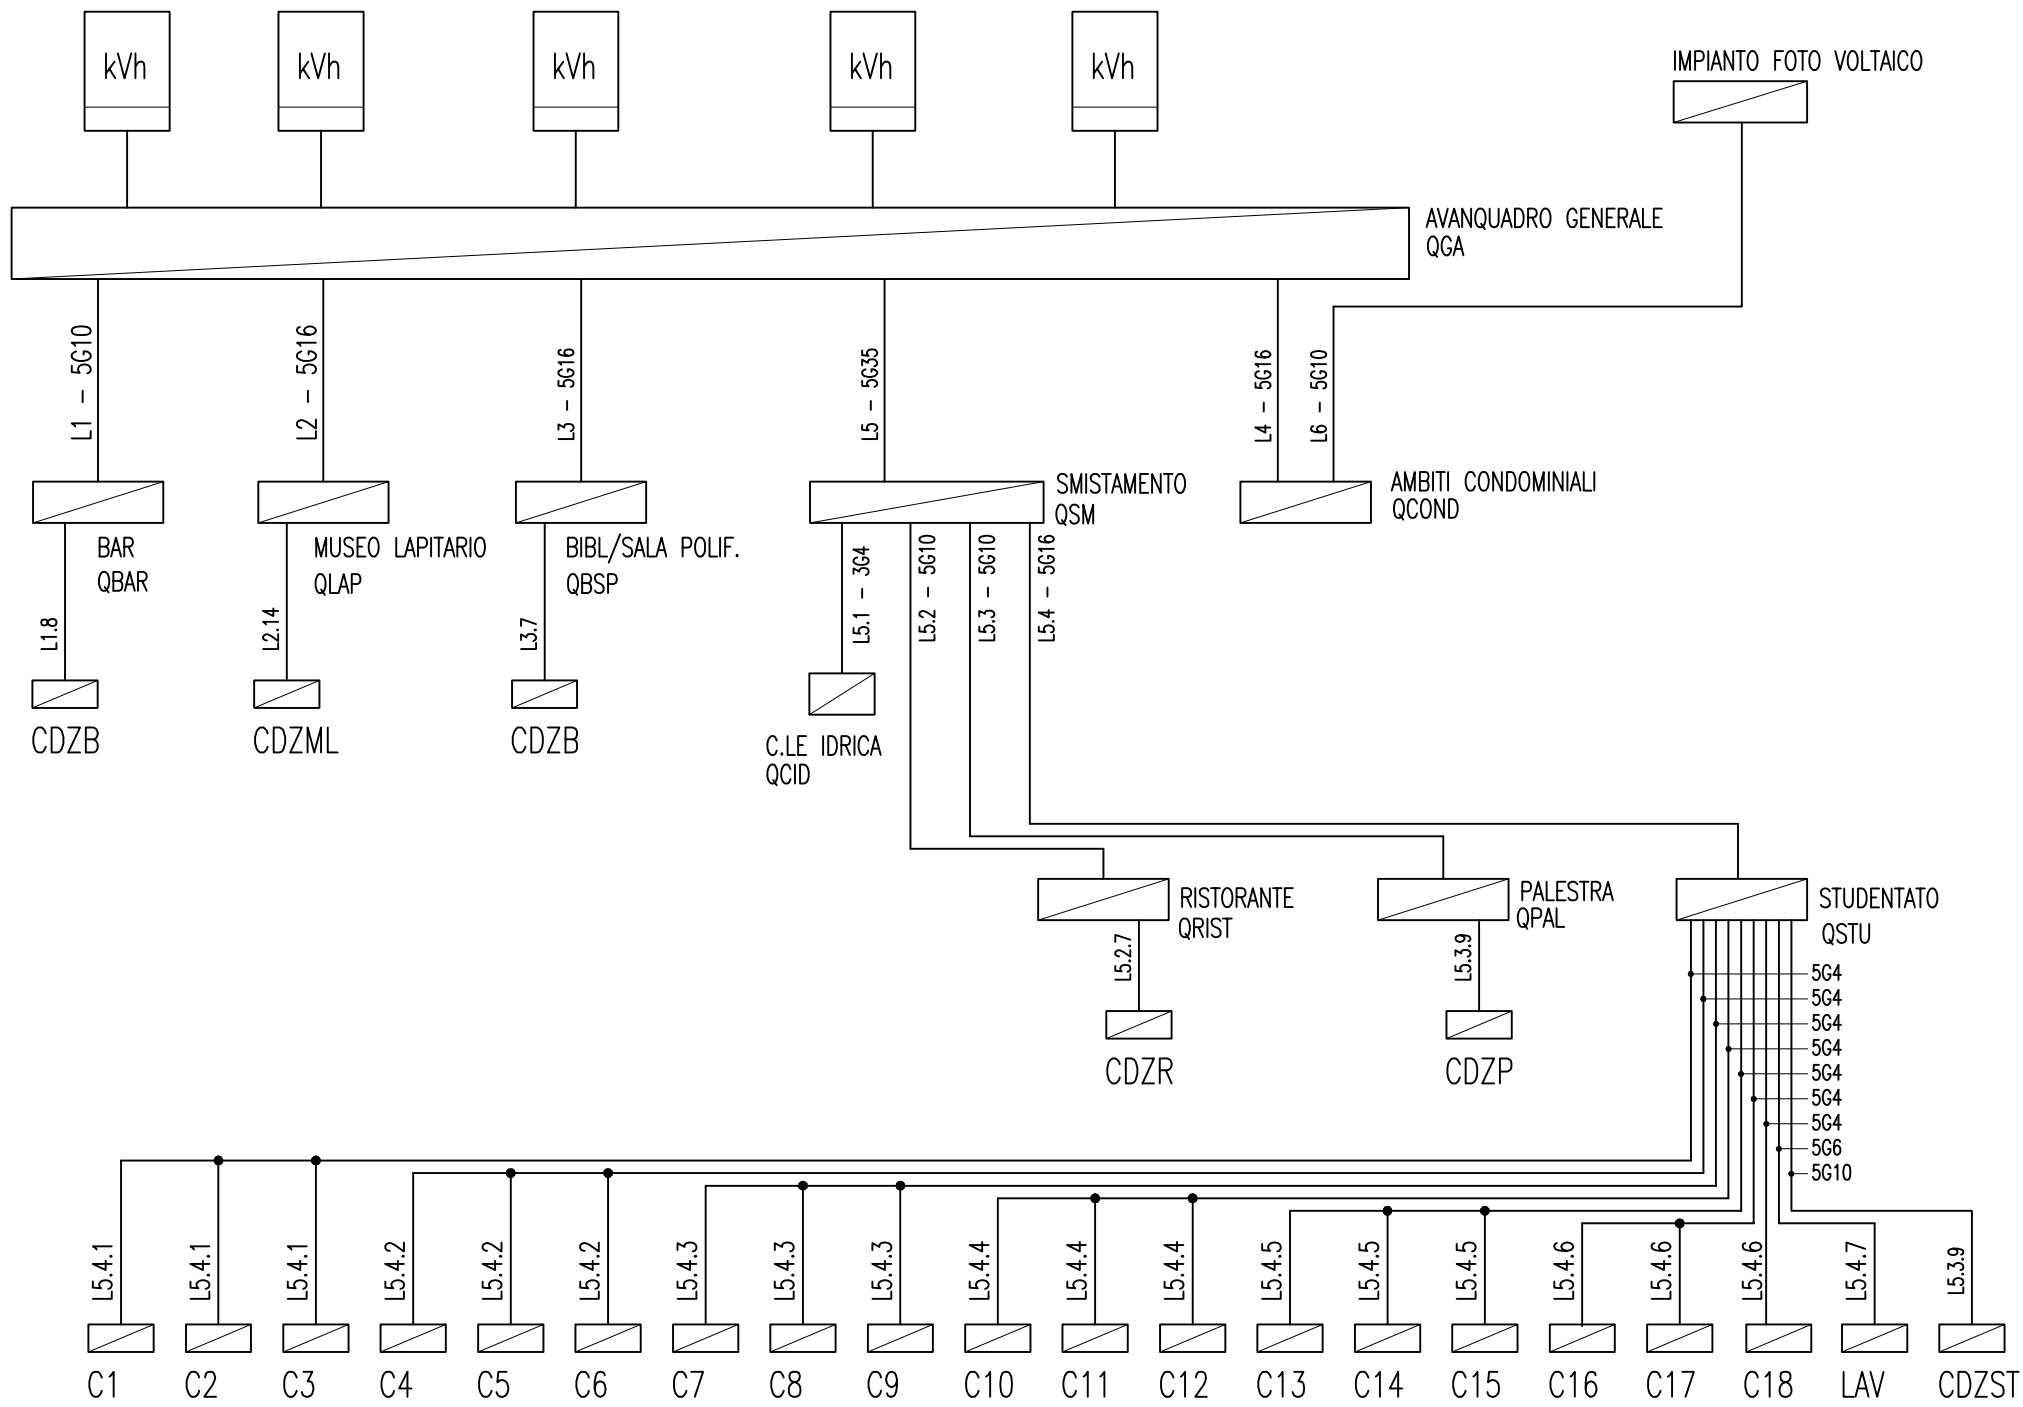 kVh
kVh
kVh
kVh
kVh
IMPIANTO FOTO VOLTAICO
AVANQUADRO GENERALE
QGA
L1 - 5G10
L2 - 5G16
L3 - 5G16
L5 - 5G35
L4 - 5G16
L6 - 5G10
BAR
QBAR
MUSEO LAPITARIO
QLAP
BIBL/SALA POLIF.
QBSP
SMISTAMENTO
QSM
AMBITI CONDOMINIALI
QCOND
L1.8
L2.14
L3.7
L5.1 - 3G4
L5.2 - 5G10
L5.3 - 5G10
L5.4 - 5G16
CDZB
CDZML
CDZB
C.LE IDRICA
QCID
RISTORANTE
QRIST
PALESTRA
QPAL
STUDENTATO
QSTU
L5.2.7
L5.3.9
CDZR
CDZP
5G4
5G4
5G4
5G4
5G4
5G4
5G4
5G6
5G10
L5.4.1
L5.4.1
L5.4.1
L5.4.2
L5.4.2
L5.4.2
L5.4.3
L5.4.3
L5.4.3
L5.4.4
L5.4.4
L5.4.4
L5.4.5
L5.4.5
L5.4.5
L5.4.6
L5.4.6
L5.4.6
L5.4.7
L5.3.9
C1
C2
C3
C4
C5
C6
C7
C8
C9
C10
C11
C12
C13
C14
C15
C16
C17
C18
LAV
CDZST